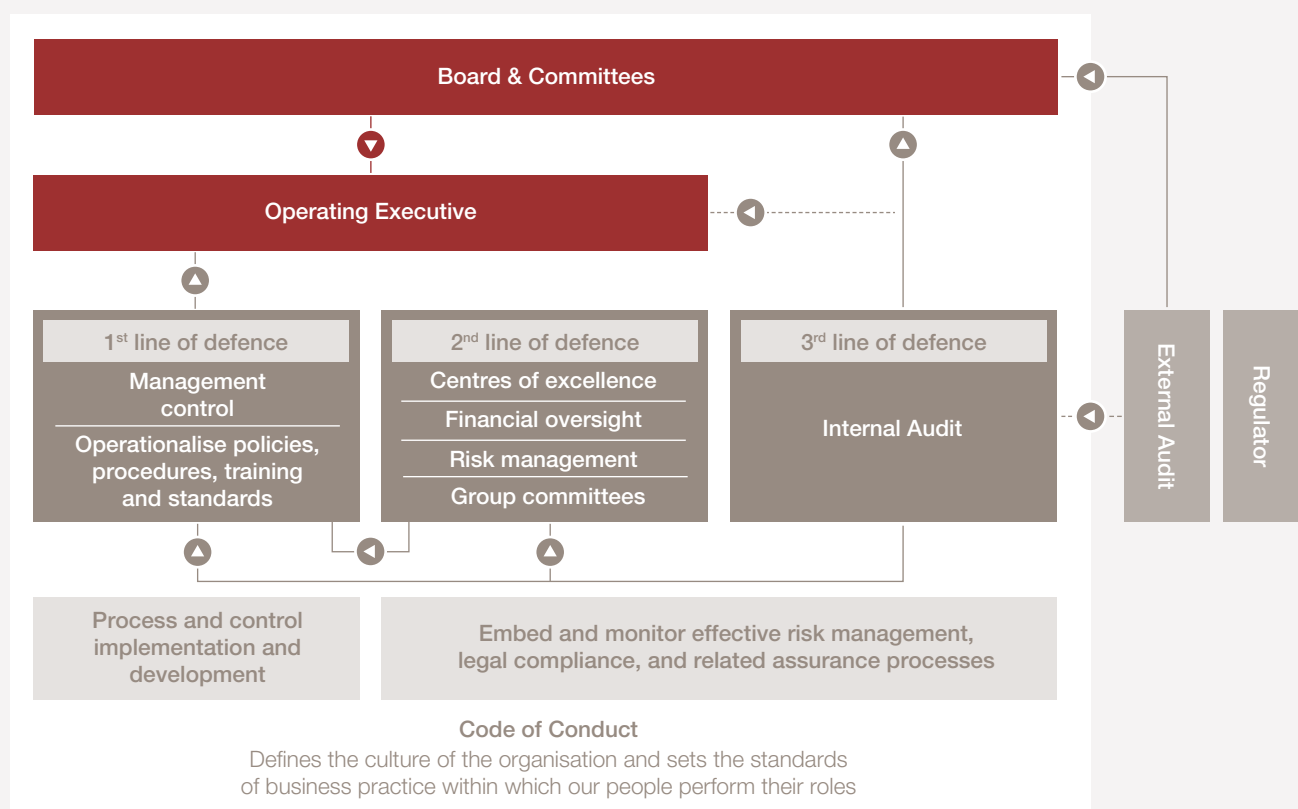 Board & Committees
Operating Executive
1st line of defence
Management
control
Operationalise policies,
procedures, training
and standards
2nd line of defence
Centres of excellence
Financial oversight
Risk management
Group committees
3rd line of defence
Internal Audit
External Audit
Regulator
Process and control
implementation and
development
Embed and monitor effective risk management,
legal compliance, and related assurance processes
Code of Conduct
Defines the culture of the organisation and sets the standards
of business practice within which our people perform their roles